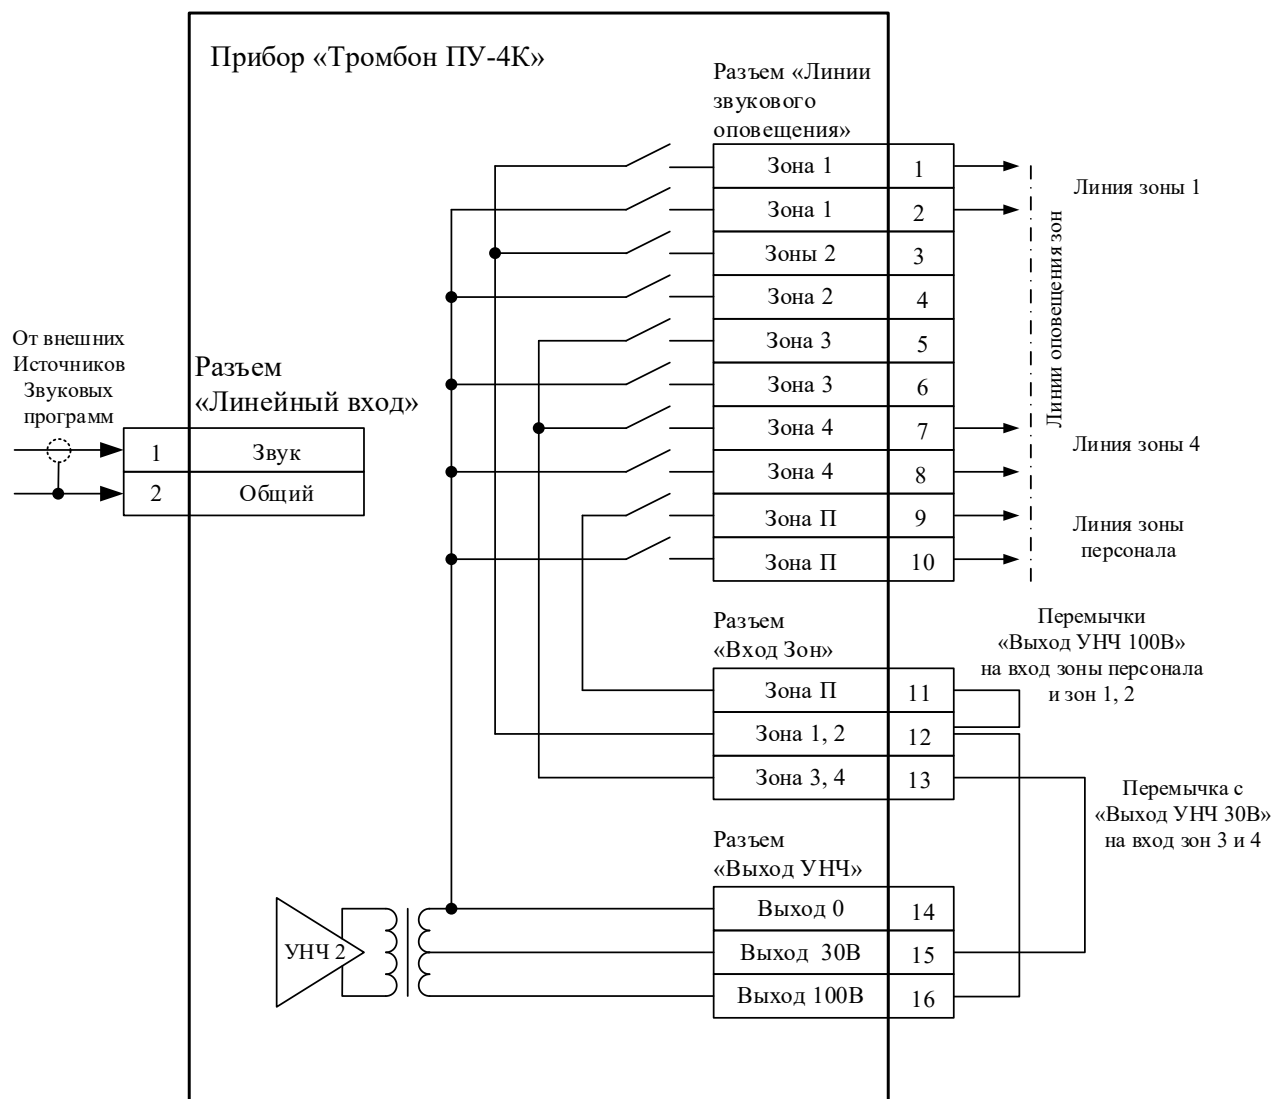 Прибор «Тромбон ПУ-4К»
Разъем «Линии
звукового
оповещения»
Зона 1 1
Зона 1 2
Зоны 2 3
Зона 2 4
Зона 3 5
Зона 3 6
Зона 4 7
Зона 4 8
Зона П 9
Зона П 10
Линия зоны 1
Линии оповещения зон
Линия зоны 4
Линия зоны
персонала
От внешних
Источников
Звуковых
программ
Разъем
«Линейный вход»
1 Звук
2 Общий
Разъем
«Вход Зон»
Зона П 11
Зона 1, 2 12
Зона 3, 4 13
Перемычки
«Выход УНЧ 100В»
на вход зоны персонала
и зон 1, 2
Перемычка с
«Выход УНЧ 30В»
на вход зон 3 и 4
Разъем
«Выход УНЧ»
Выход 0 14
Выход 30В 15
Выход 100В 16
УНЧ 2